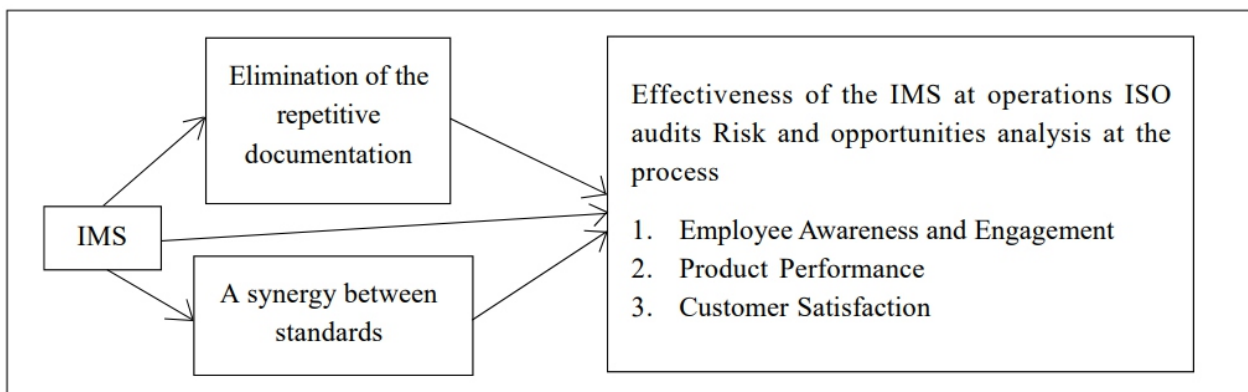 Elimination of the
repetitive
documentation
IMS
A synergy between
standards
Effectiveness of the IMS at operations ISO
audits Risk and opportunities analysis at the
process
1. Employee Awareness and Engagement
2. Product Performance
3. Customer Satisfaction